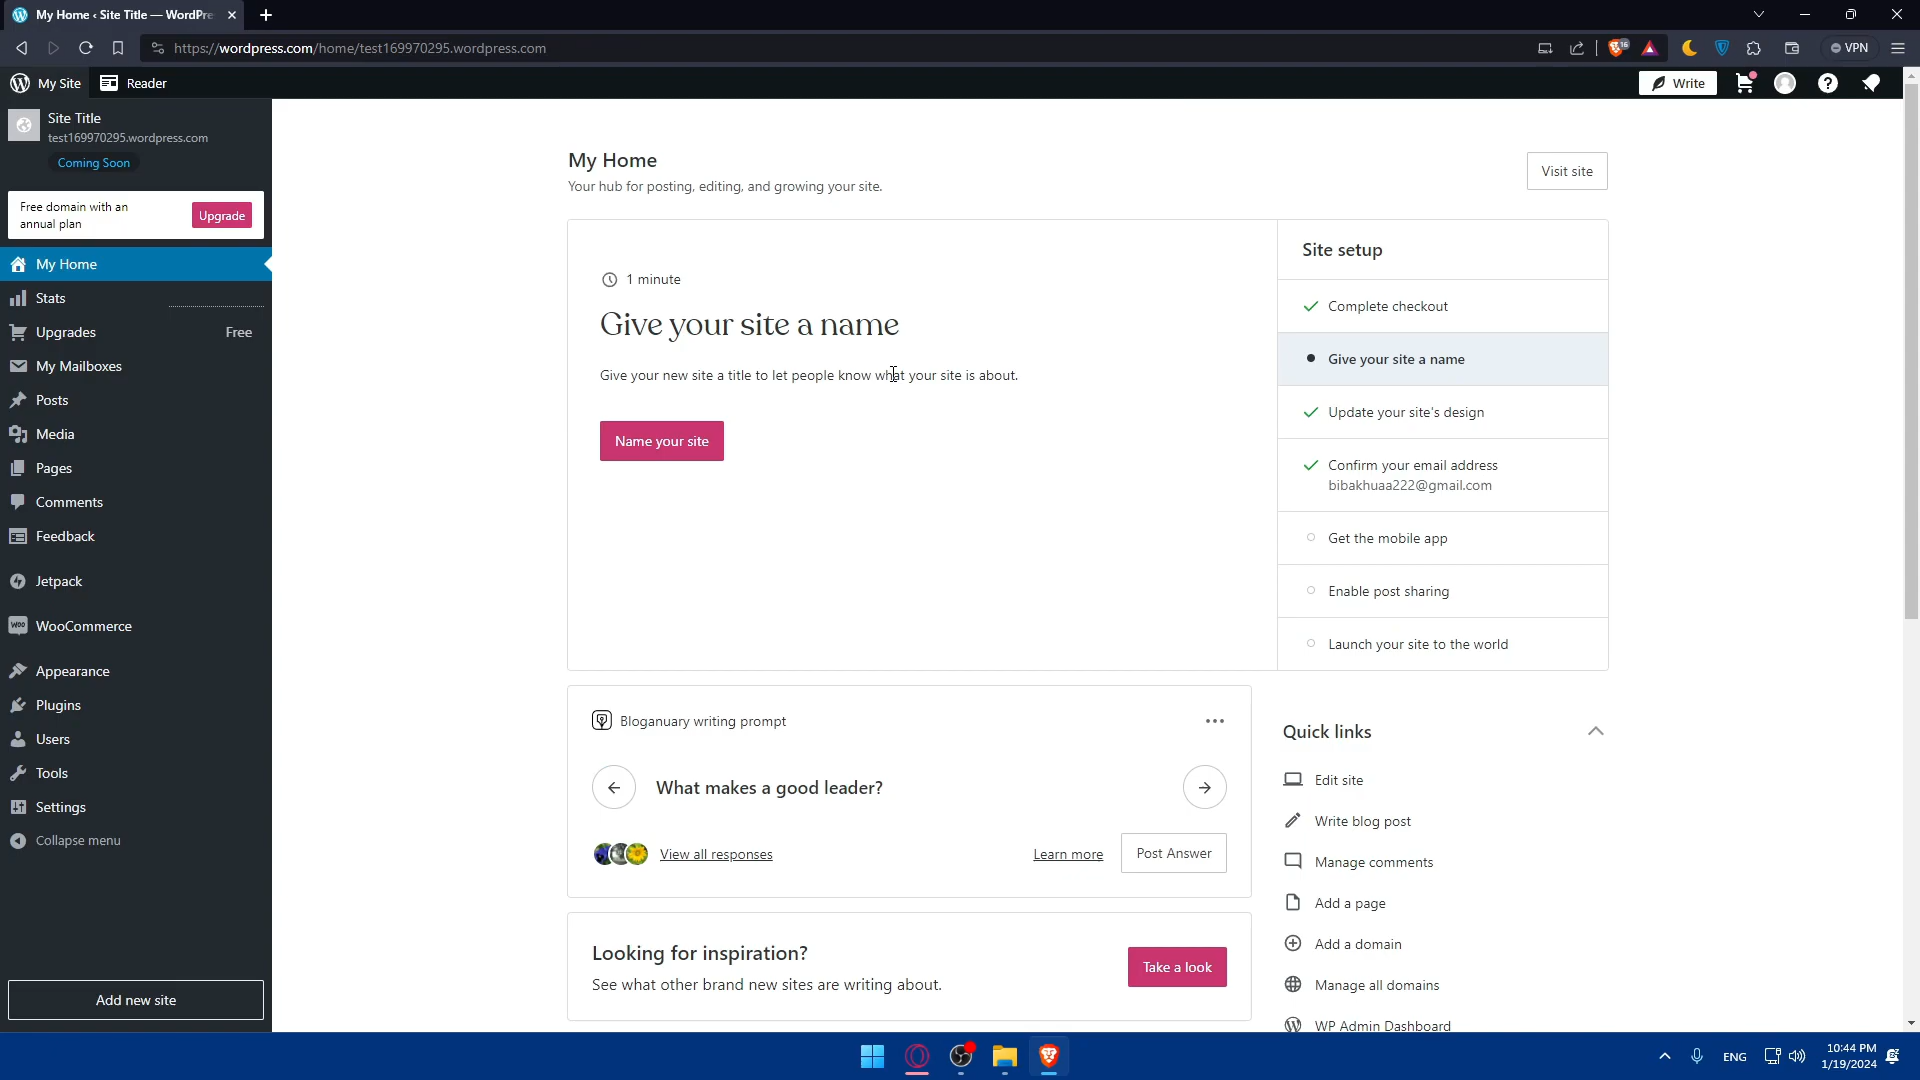 My Home ‹ Site Title — WordPre
https://wordpress.com/home/test169970295.wordpress.com
16
VPN
My Site
Reader
Write
Site Title
test169970295.wordpress.com
Coming Soon
Free domain with an
annual plan
Upgrade
My Home
Stats
Upgrades
Free
My Mailboxes
Posts
Media
Pages
Comments
Feedback
Jetpack
WooCommerce
Appearance
Plugins
Users
Tools
Settings
Collapse menu
Add new site
My Home
Your hub for posting, editing, and growing your site.
Visit site
1 minute
Give your site a name
Give your new site a title to let people know what your site is about.
Name your site
Site setup
Complete checkout
Give your site a name
Update your site's design
Confirm your email address
bibakhuaa222@gmail.com
Get the mobile app
Enable post sharing
Launch your site to the world
Bloganuary writing prompt
What makes a good leader?
View all responses
Learn more
Post Answer
Looking for inspiration?
See what other brand new sites are writing about.
Take a look
Quick links
Edit site
Write blog post
Manage comments
Add a page
Add a domain
Manage all domains
WP Admin Dashboard
ENG
10:44 PM
1/19/2024